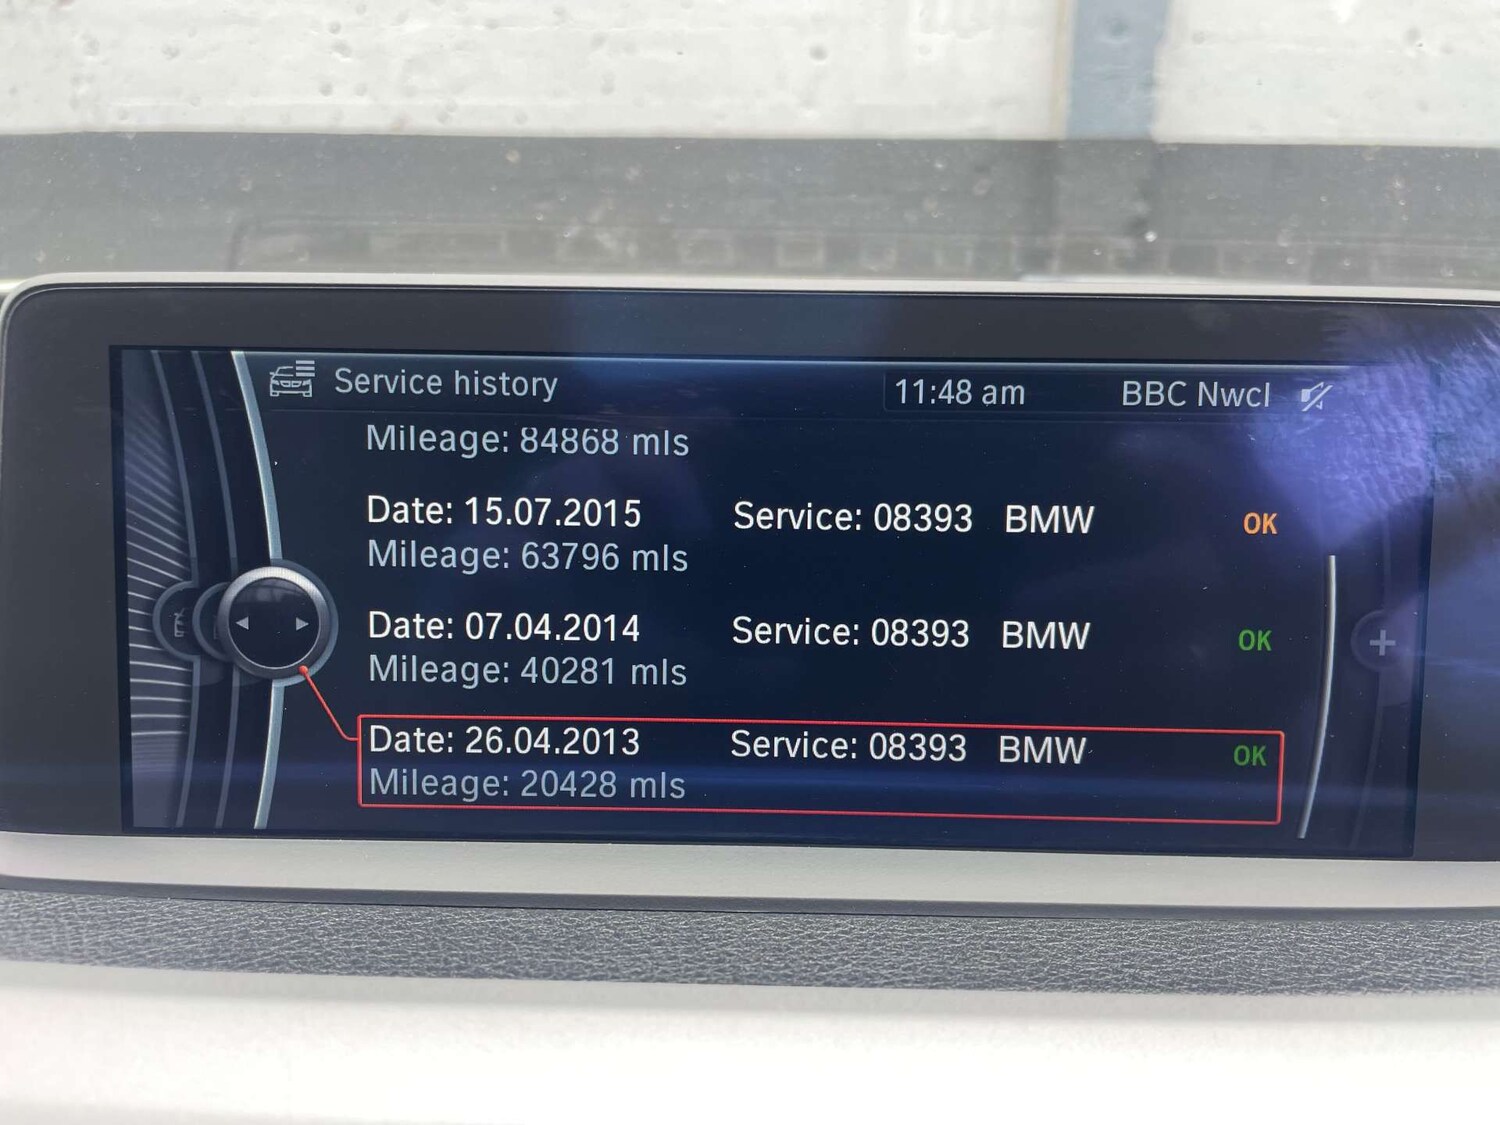 Service history 11:48 am BBC Nwcl
Mileage: 84868 mls
Date: 15.07.2015 Service: 08393 BMW OK
Mileage: 63796 mls
Date: 07.04.2014 Service: 08393 BMW OK
Mileage: 40281 mls
Date: 26.04.2013 Service: 08393 BMW OK
Mileage: 20428 mls